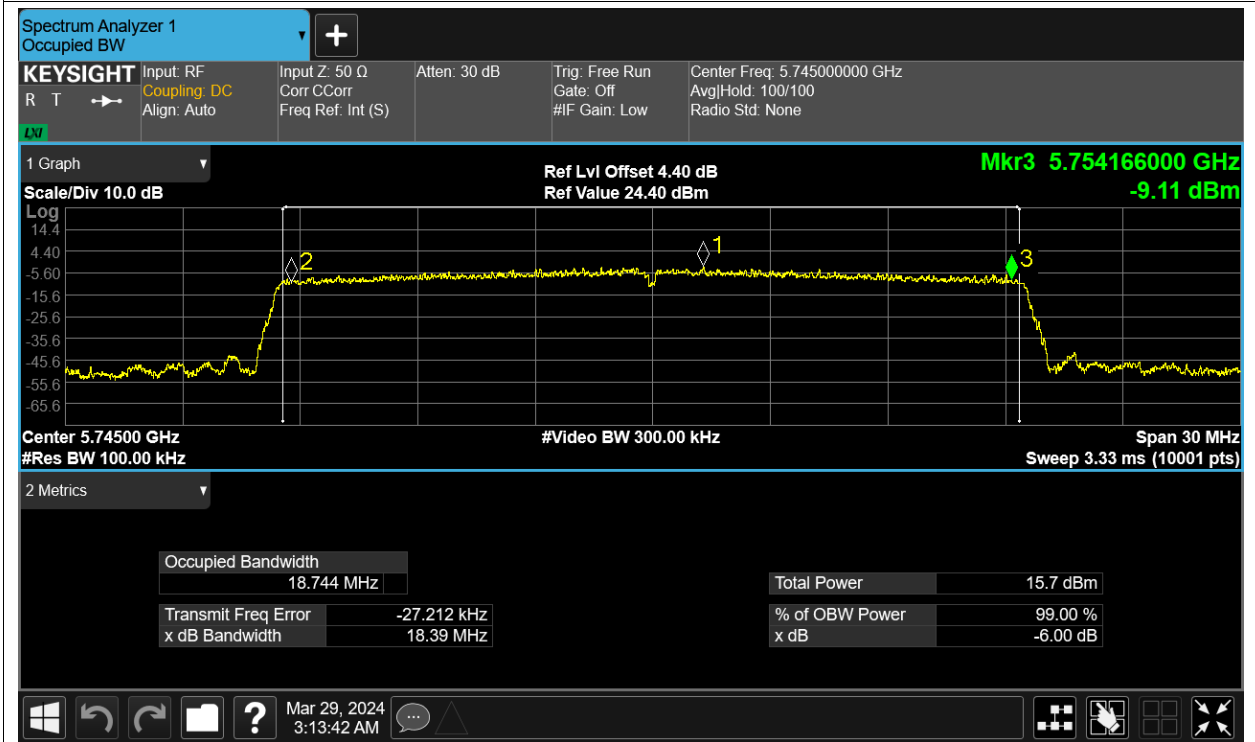 Spectrum Analyzer 1
Occupied BW
KEYSIGHT
R T
LXI
Input: RF
Coupling: DC
Align: Auto
Input Z: 50 Ω
Corr CCorr
Freq Ref: Int (S)
Atten: 30 dB
Trig: Free Run
Gate: Off
#IF Gain: Low
Center Freq: 5.745000000 GHz
Avg|Hold: 100/100
Radio Std: None
1 Graph
Scale/Div 10.0 dB
Ref Lvl Offset 4.40 dB
Ref Value 24.40 dBm
Mkr3 5.754166000 GHz
-9.11 dBm
Log
14.4
4.40
-5.60
-15.6
-25.6
-35.6
-45.6
-55.6
-65.6
2
1
3
Center 5.74500 GHz
#Res BW 100.00 kHz
#Video BW 300.00 kHz
Span 30 MHz
Sweep 3.33 ms (10001 pts)
2 Metrics
Occupied Bandwidth
18.744 MHz
Transmit Freq Error -27.212 kHz
x dB Bandwidth 18.39 MHz
Total Power 15.7 dBm
% of OBW Power 99.00 %
x dB -6.00 dB
?
Mar 29, 2024
3:13:42 AM